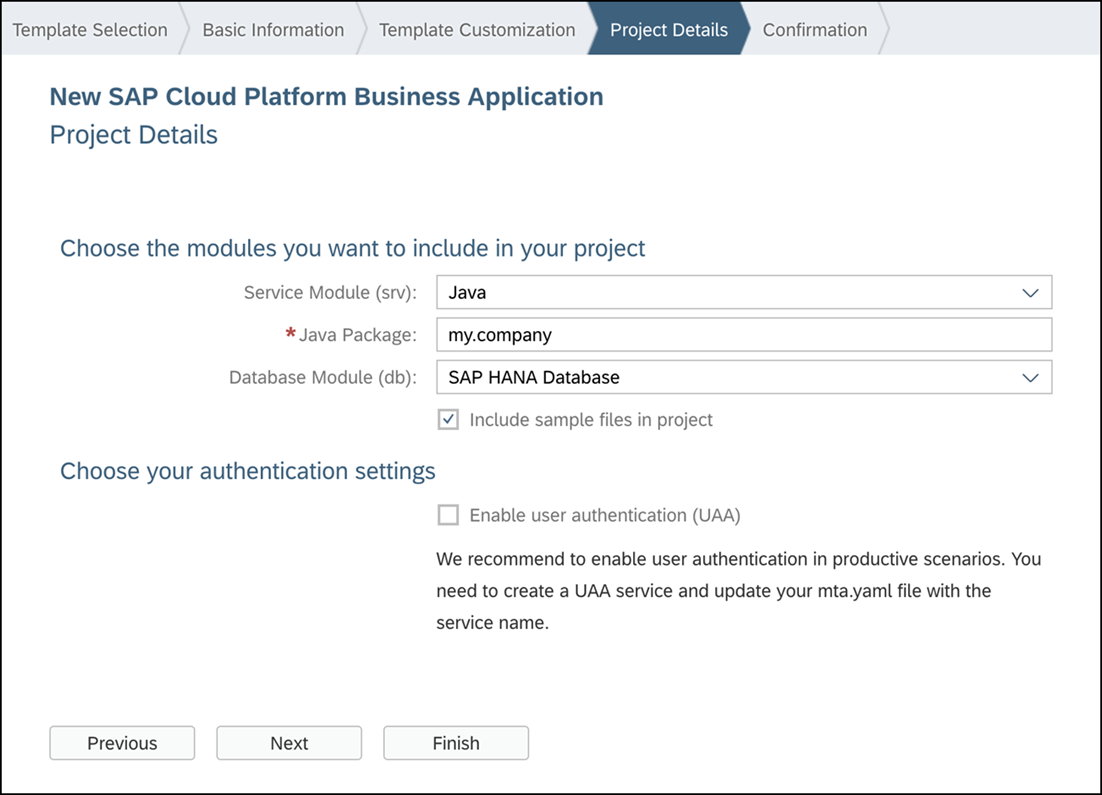 Template Selection
Basic Information
Template Customization
Project Details
Confirmation
New SAP Cloud Platform Business Application
Project Details
Choose the modules you want to include in your project
Service Module (srv): Java
*Java Package: my.company
Database Module (db): SAP HANA Database
Include sample files in project
Choose your authentication settings
Enable user authentication (UAA)
We recommend to enable user authentication in productive scenarios. You
need to create a UAA service and update your mta.yaml file with the
service name.
Previous
Next
Finish